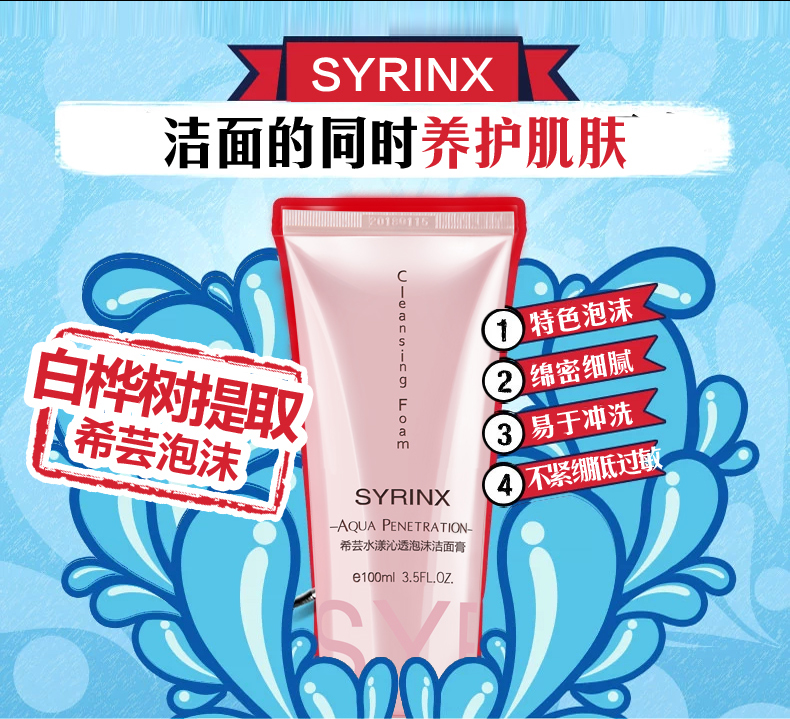 SYRINX
洁面的同时养护肌肤
20180115
Cleansing Foam
白桦树提取
希芸泡沫
1 特色泡沫
2 绵密细腻
3 易于冲洗
4 不紧绷低过敏
SYRINX
-AQUA PENETRATION-
希芸水漾沁透泡沫洁面膏
e100ml 3.5FL.OZ.
SYR